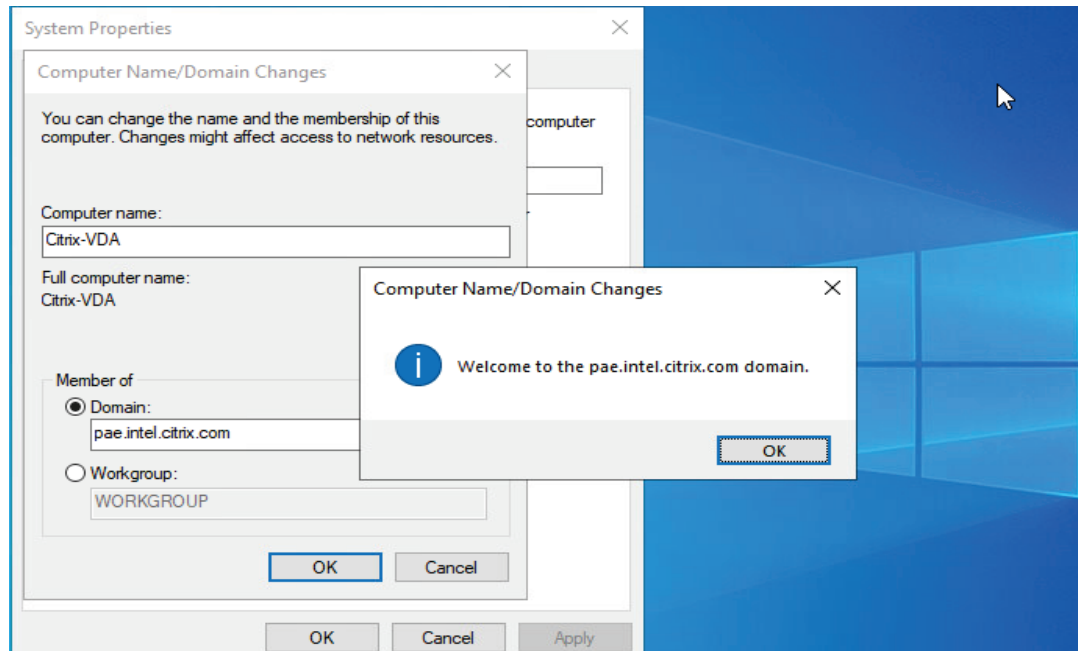 System Properties
Computer Name/Domain Changes
You can change the name and the membership of this
computer. Changes might affect access to network resources.
computer
Computer name:
Citrix-VDA
Full computer name:
Citrix-VDA
Computer Name/Domain Changes
Welcome to the pae.intel.citrix.com domain.
OK
Member of
Domain:
pae.intel.citrix.com
Workgroup:
WORKGROUP
OK Cancel
OK Cancel Apply